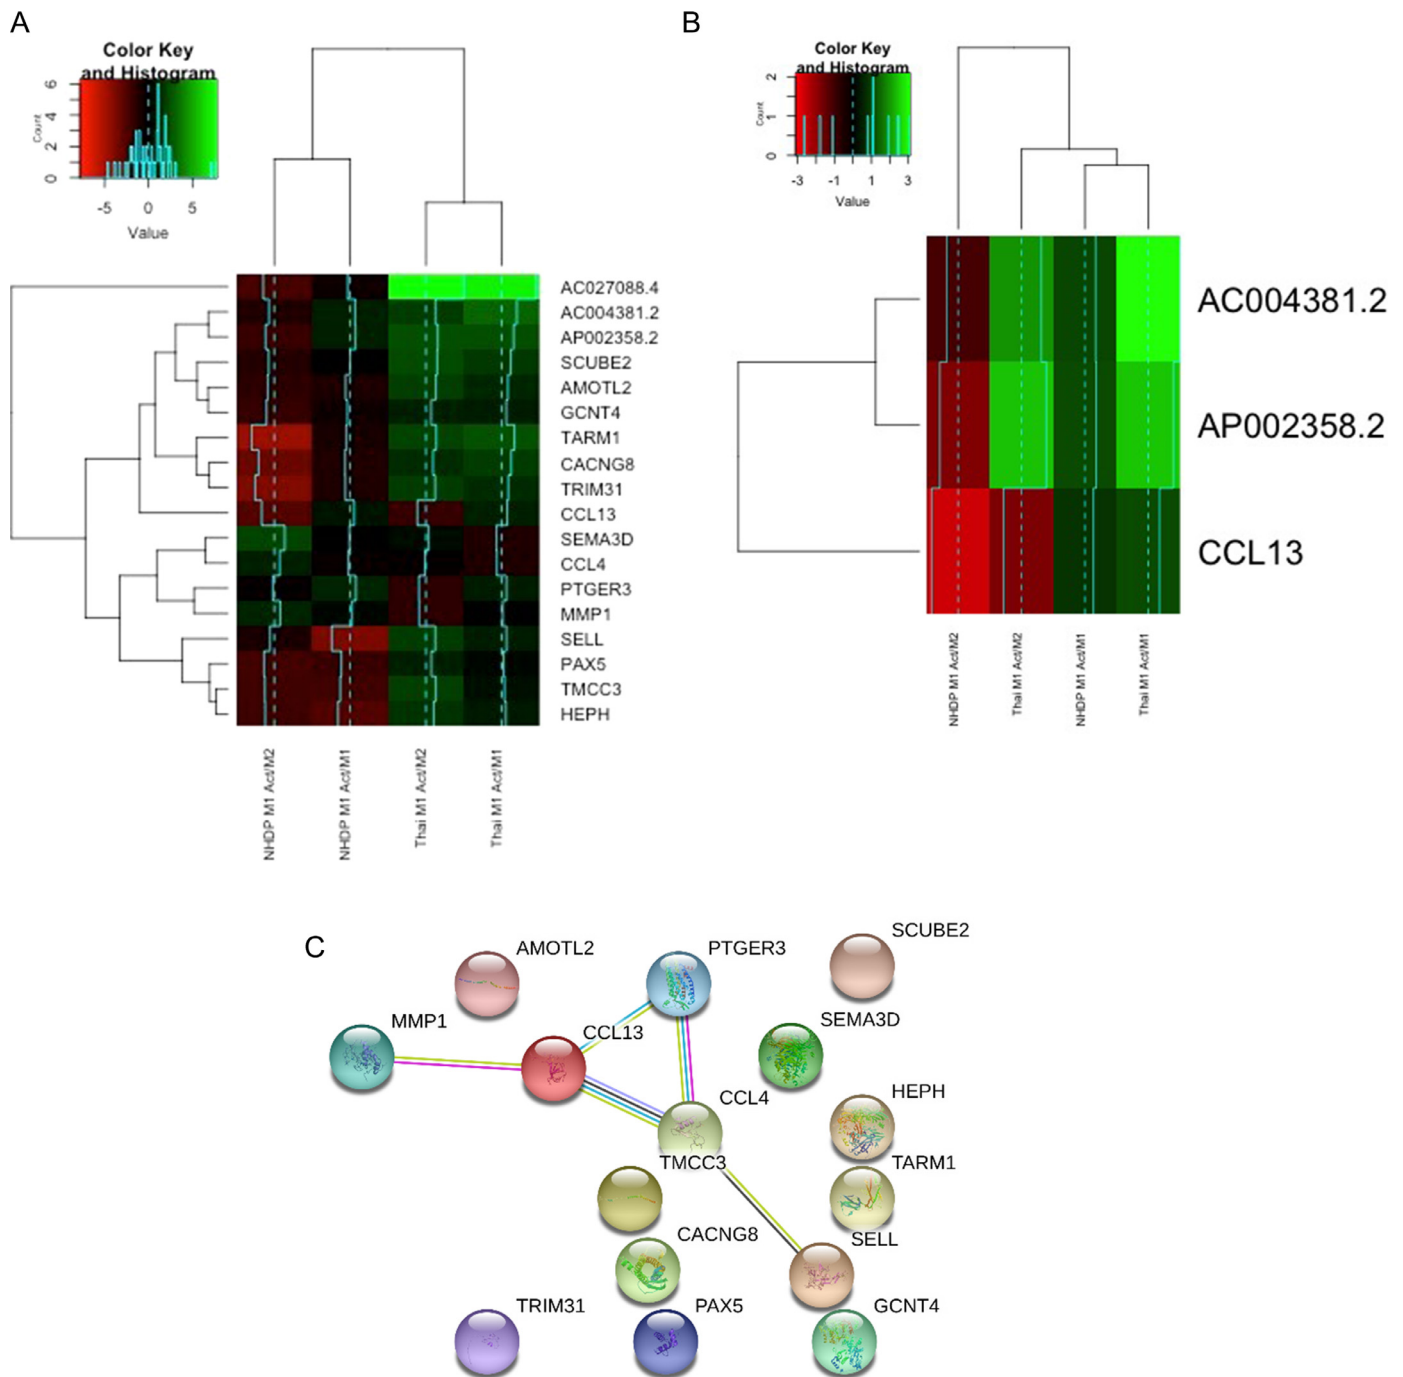 A
Color Key
and Histogram
Count
0 2 4 6
-5 0 5
Value
AC027088.4
AC004381.2
AP002358.2
SCUBE2
AMOTL2
GCNT4
TARM1
CACNG8
TRIM31
CCL13
SEMA3D
CCL4
PTGER3
MMP1
SELL
PAX5
TMCC3
HEPH
NHDP M1 Act/M2
NHDP M1 Act/M1
Thai M1 Act/M2
Thai M1 Act/M1
B
Color Key
and Histogram
Count
0 1 2
-3 -1 1 3
Value
AC004381.2
AP002358.2
CCL13
NHDP M1 Act/M2
Thai M1 Act/M2
NHDP M1 Act/M1
Thai M1 Act/M1
C
SCUBE2
AMOTL2
PTGER3
MMP1
CCL13
SEMA3D
CCL4
HEPH
TMCC3
TARM1
CACNG8
SELL
TRIM31
PAX5
GCNT4